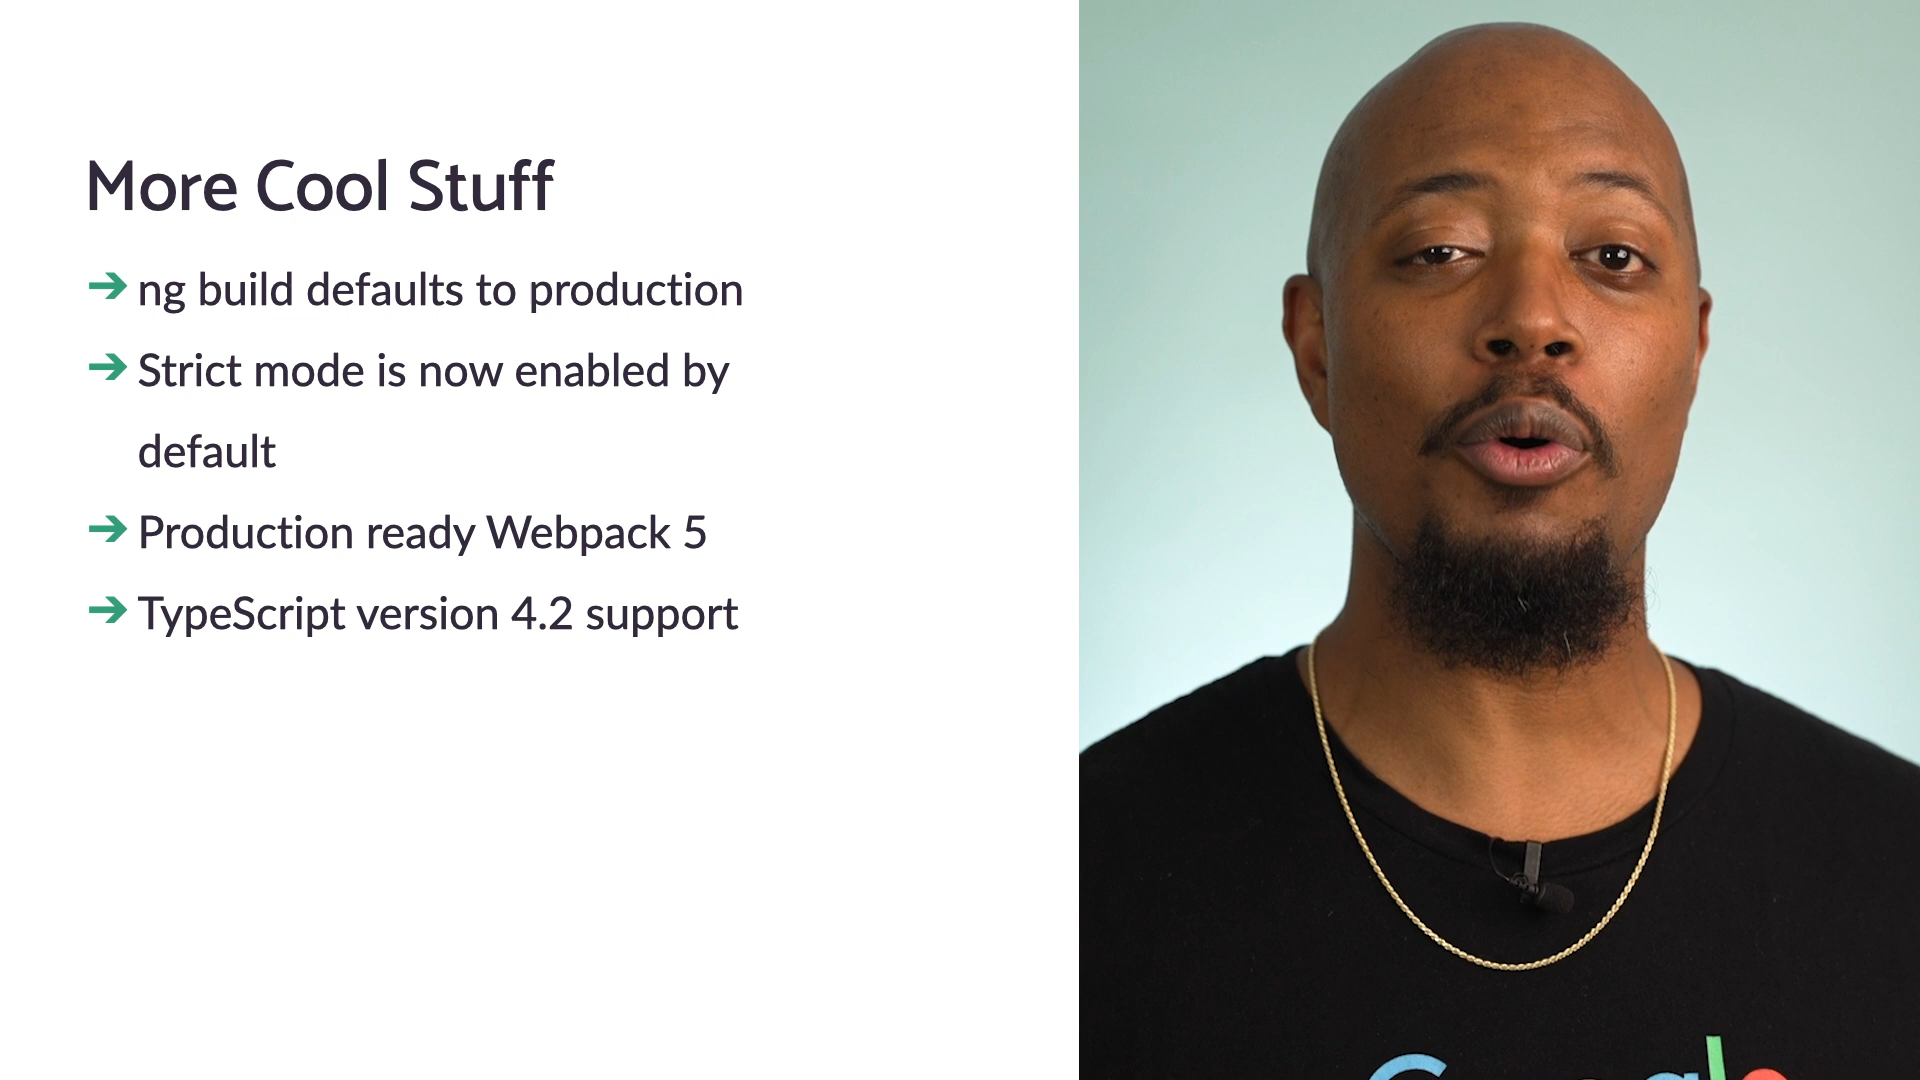 More Cool Stuff
➔ ng build defaults to production
➔ Strict mode is now enabled by
default
➔ Production ready Webpack 5
➔ TypeScript version 4.2 support